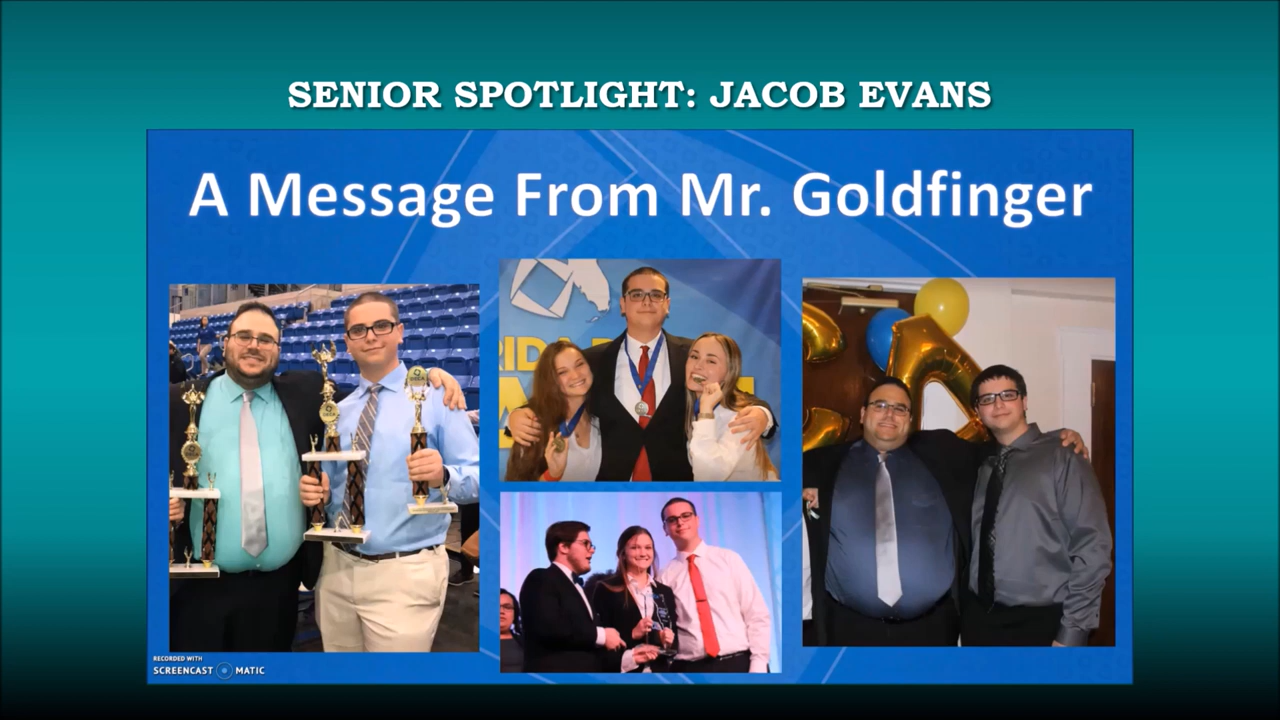 SENIOR SPOTLIGHT: JACOB EVANS
A Message From Mr. Goldfinger
RECORDED WITH
SCREENCAST MATIC